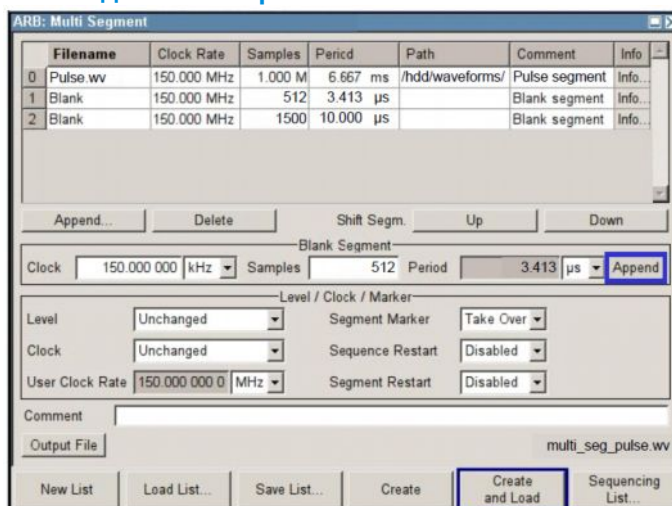 ARB: Multi Segment
Filename Clock Rate Samples Period Path Comment Info
0 Pulse.wv 150.000 MHz 1.000 M 6.667 ms /hdd/waveforms/ Pulse segment Info...
1 Blank 150.000 MHz 512 3.413 µs Blank segment Info...
2 Blank 150.000 MHz 1500 10.000 µs Blank segment Info...
Append... Delete Shift Segm. Up Down
Blank Segment
Clock 150.000 000 kHz Samples 512 Period 3.413 µs Append
Level / Clock / Marker
Level Unchanged Segment Marker Take Over
Clock Unchanged Sequence Restart Disabled
User Clock Rate 150.000 000 0 MHz Segment Restart Disabled
Comment
Output File multi_seg_pulse.wv
New List Load List... Save List... Create Create and Load Sequencing List...